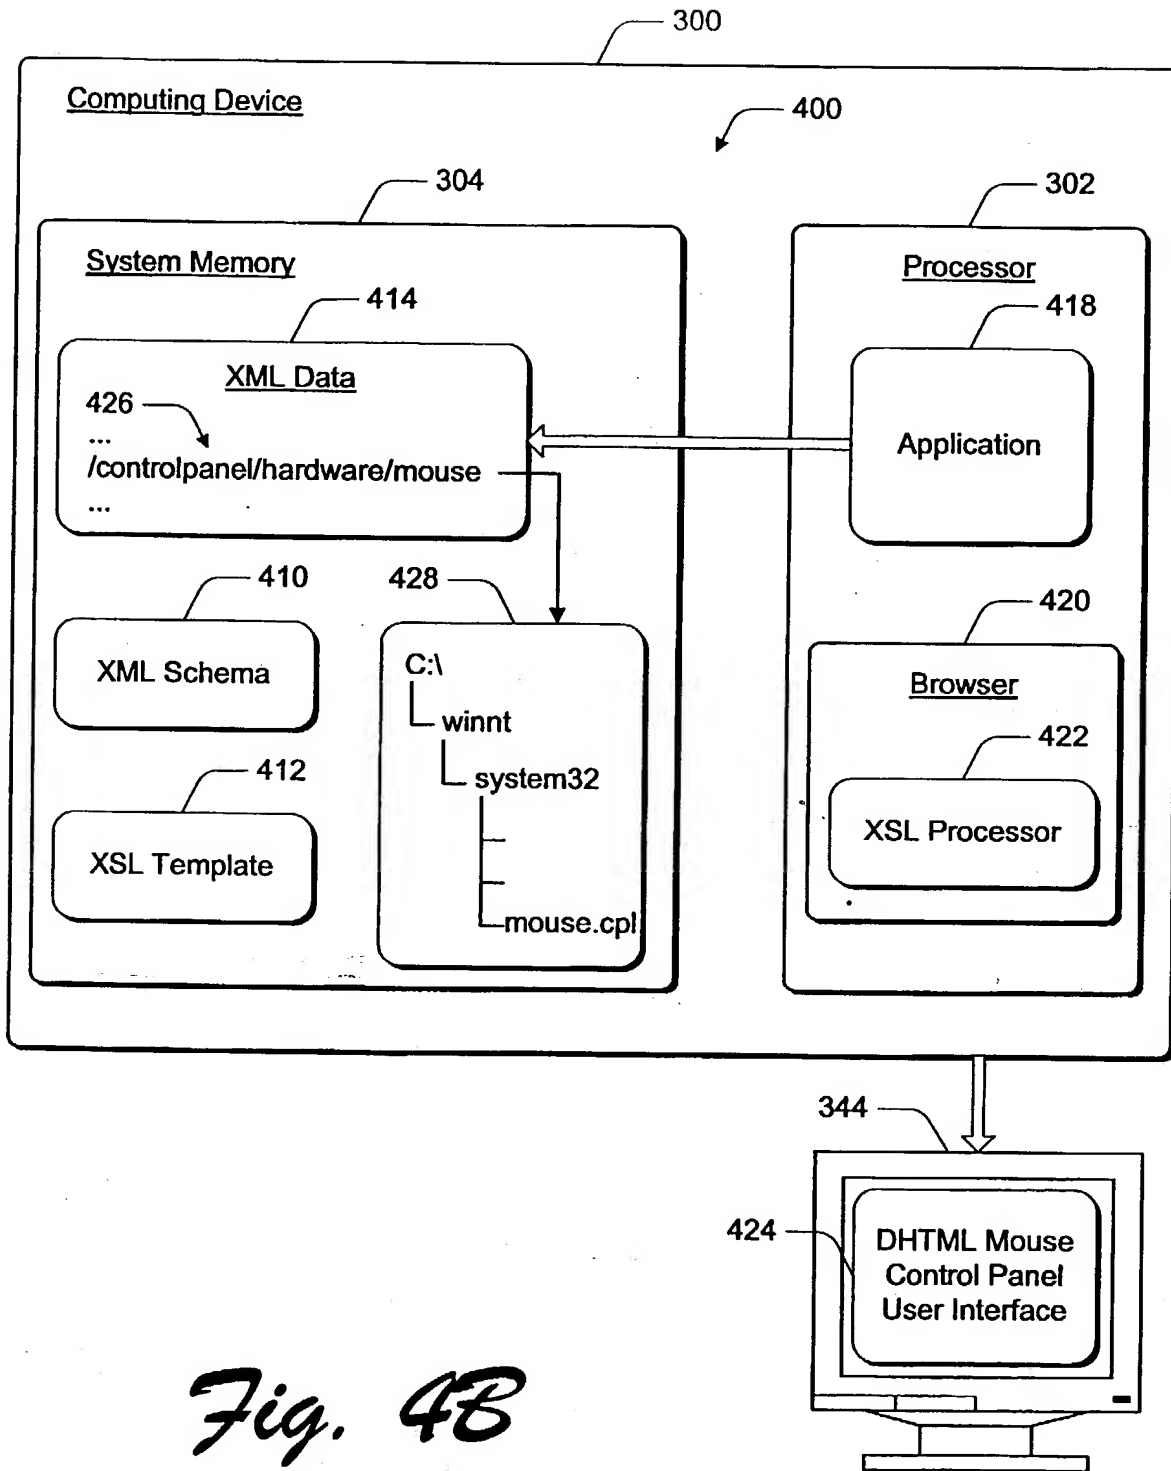 300
Computing Device
400
304
302
System Memory
Processor
414
418
XML Data
426
...
/controlpanel/hardware/mouse
...
Application
410
428
420
XML Schema
C:\
winnt
system32
mouse.cpl
Browser
422
XSL Processor
412
XSL Template
344
424
DHTML Mouse
Control Panel
User Interface
Fig. 4B